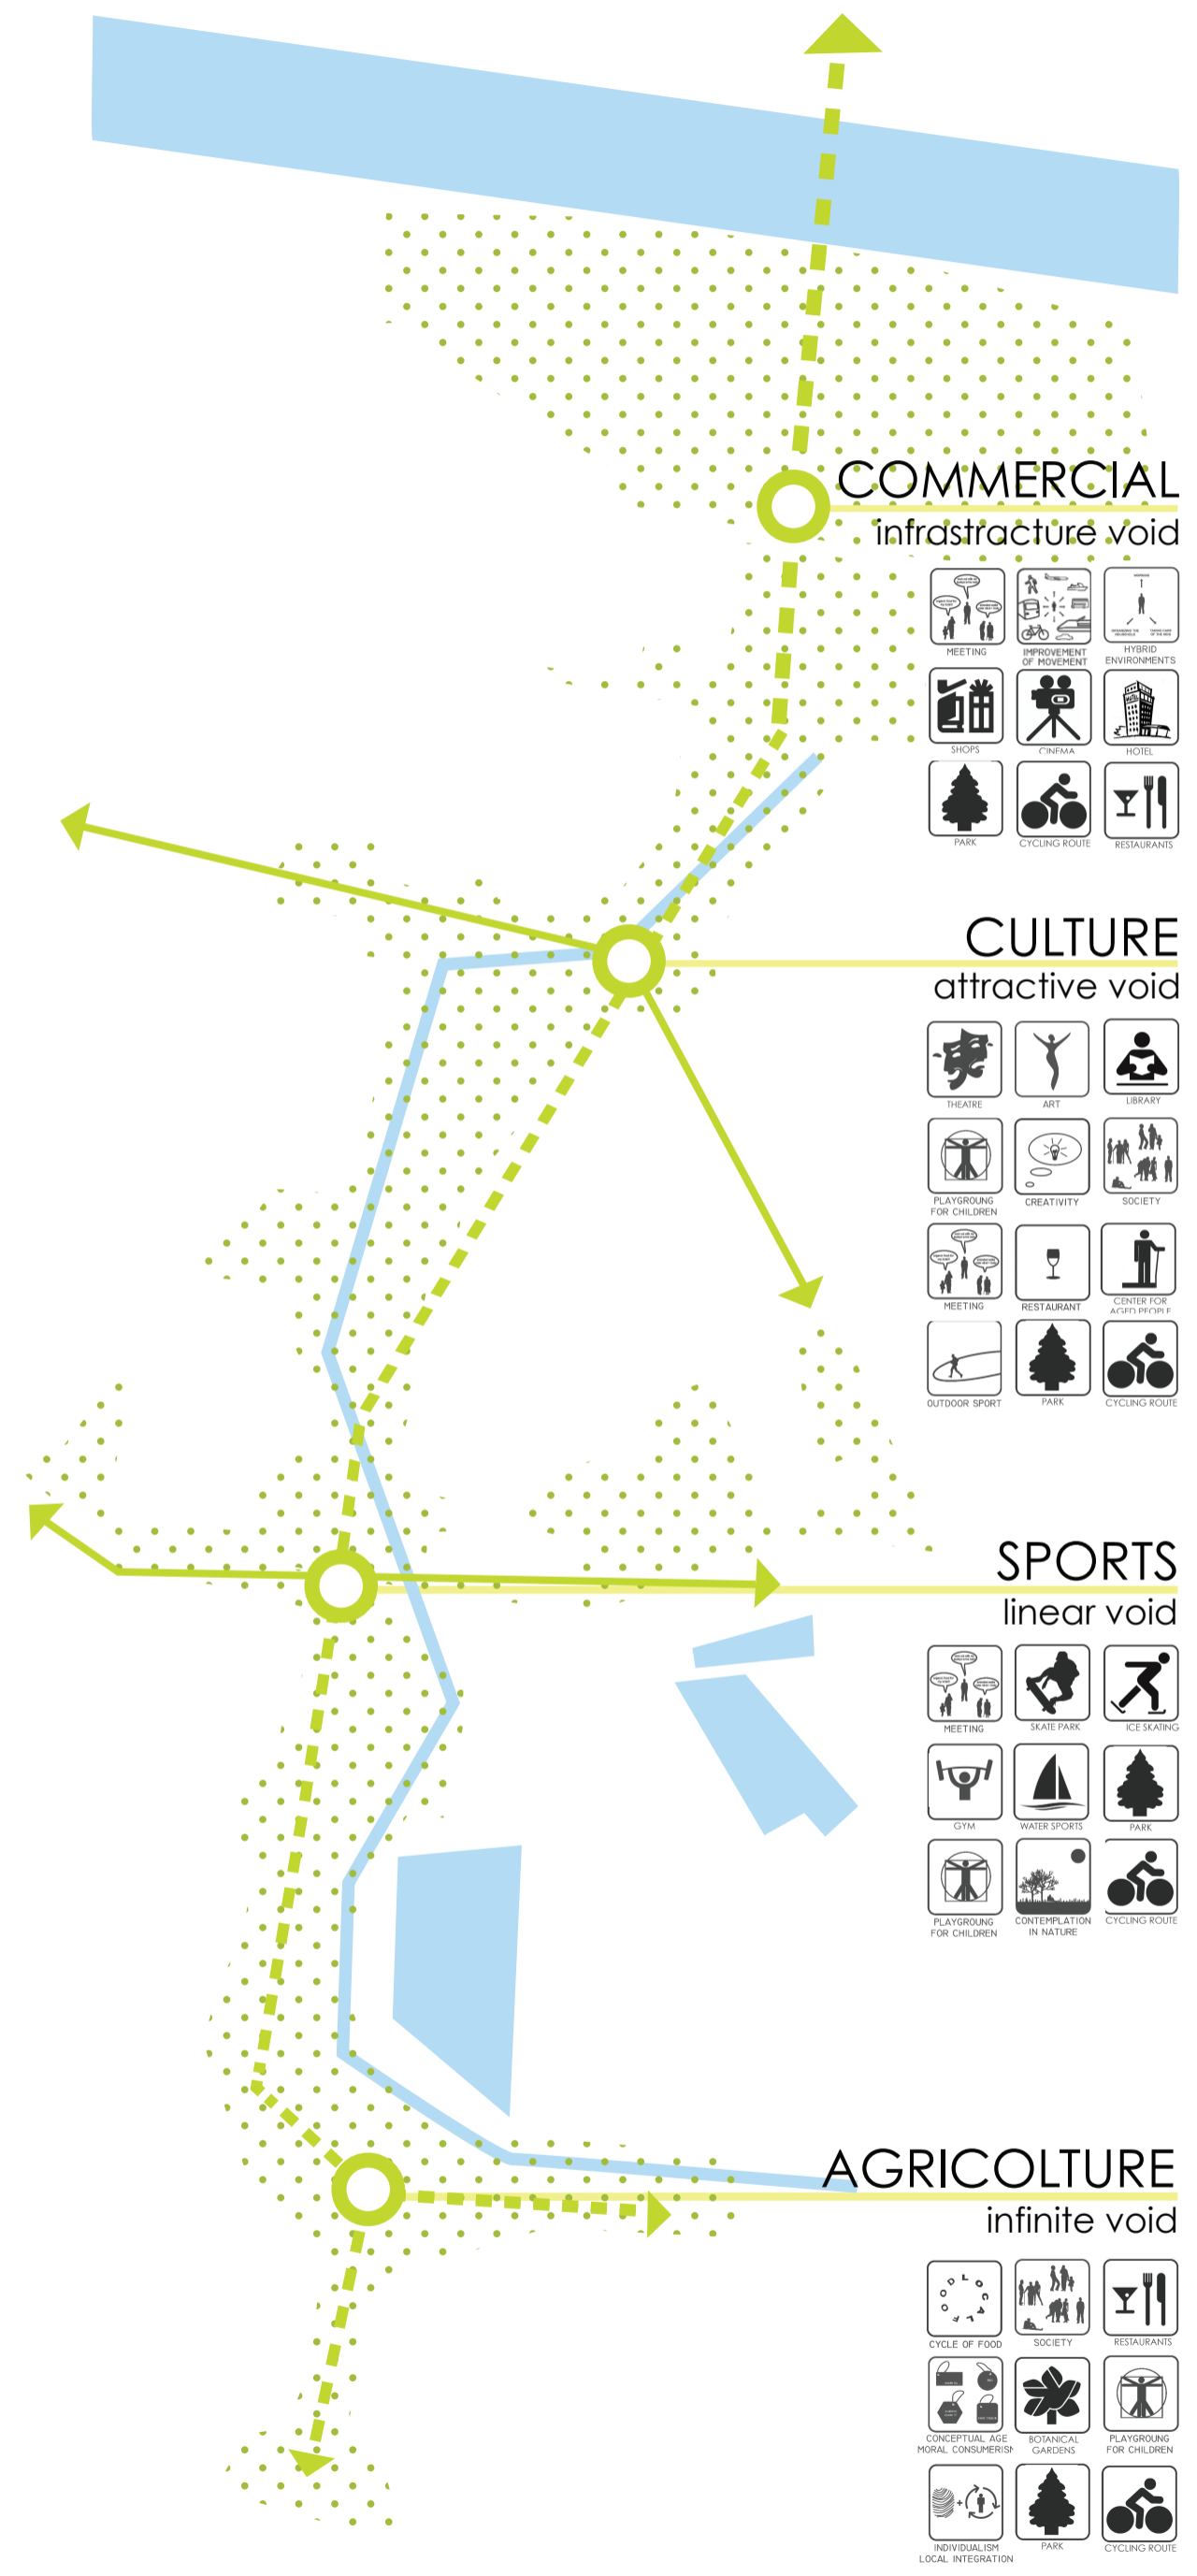 COMMERCIAL
infrastracture void
MEETING
IMPROVEMENT
OF MOVEMENT
HYBRID
ENVIRONMENTS
SHOPS
CINEMA
HOTEL
PARK
CYCLING ROUTE
RESTAURANTS
CULTURE
attractive void
THEATRE
ART
LIBRARY
PLAYGROUNG
FOR CHILDREN
CREATIVITY
SOCIETY
MEETING
RESTAURANT
CENTER FOR
AGED PEOPLE
OUTDOOR SPORT
PARK
CYCLING ROUTE
SPORTS
linear void
MEETING
SKATE PARK
ICE SKATING
GYM
WATER SPORTS
PARK
PLAYGROUNG
FOR CHILDREN
CONTEMPLATION
IN NATURE
CYCLING ROUTE
AGRICOLTURE
infinite void
CYCLE OF FOOD
SOCIETY
RESTAURANTS
CONCEPTUAL AGE
MORAL CONSUMERISM
BOTANICAL
GARDENS
PLAYGROUNG
FOR CHILDREN
INDIVIDUALISM
LOCAL INTEGRATION
PARK
CYCLING ROUTE